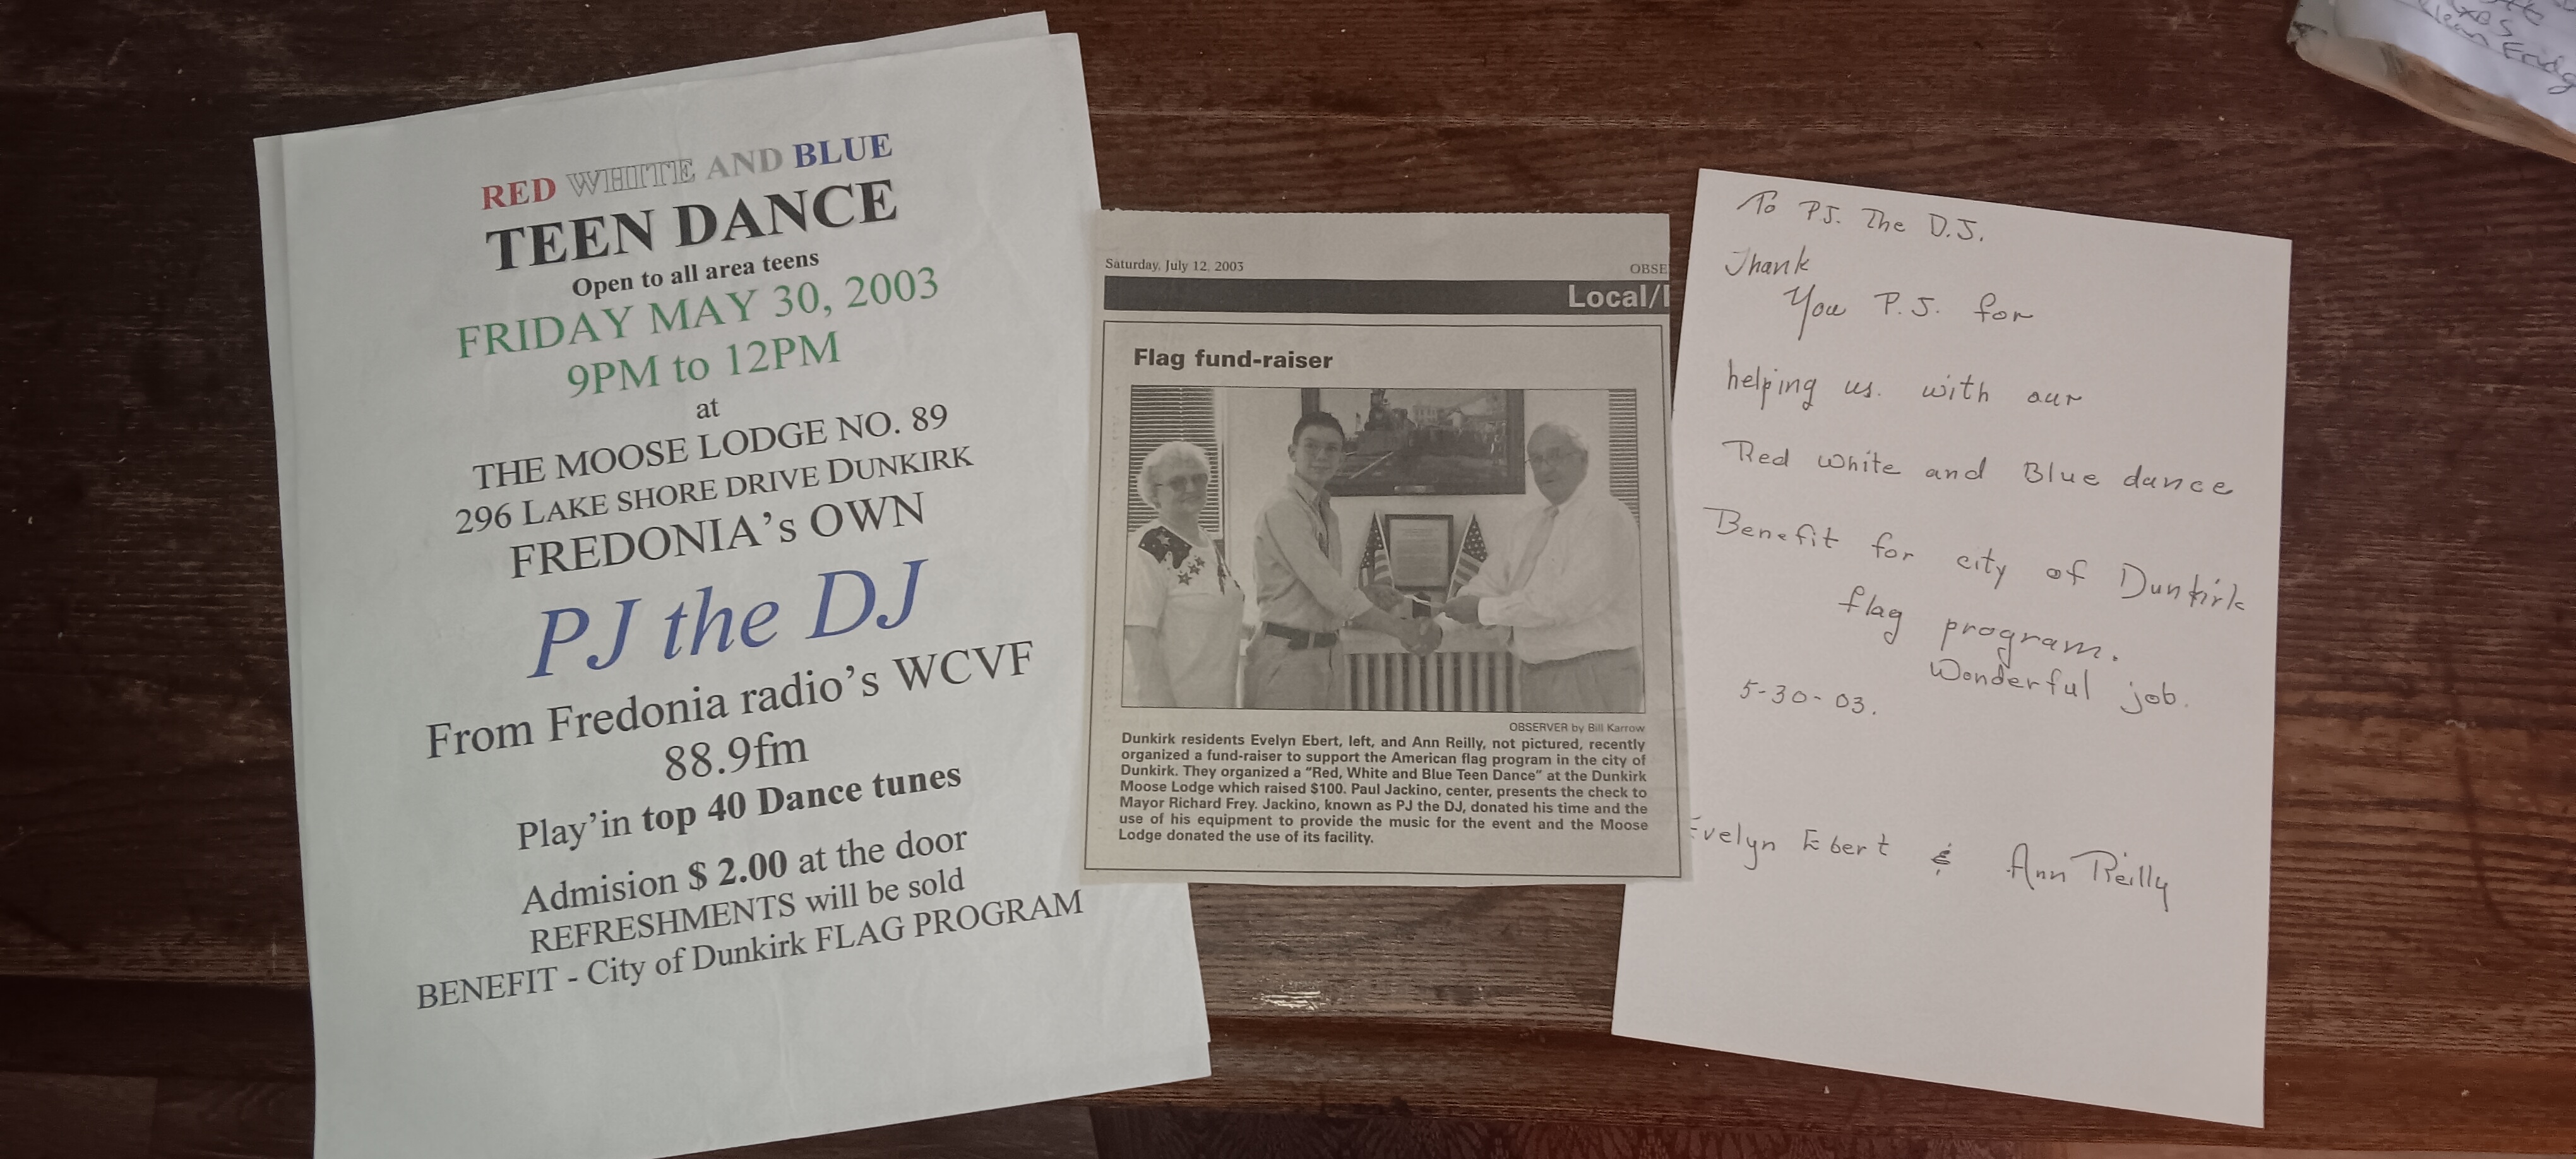 RED WHITE AND BLUE
TEEN DANCE
Open to all area teens
FRIDAY MAY 30, 2003
9PM to 12PM
at
THE MOOSE LODGE NO. 89
296 LAKE SHORE DRIVE DUNKIRK
FREDONIA's OWN
PJ the DJ
From Fredonia radio's WCVF
88.9fm
Play'in top 40 Dance tunes
Admision $ 2.00 at the door
REFRESHMENTS will be sold
BENEFIT - City of Dunkirk FLAG PROGRAM
Saturday, July 12, 2003
OBSE
Local/
Flag fund-raiser
OBSERVER by Bill Karrow
Dunkirk residents Evelyn Ebert, left, and Ann Reilly, not pictured, recently
organized a fund-raiser to support the American flag program in the city of
Dunkirk. They organized a "Red, White and Blue Teen Dance" at the Dunkirk
Moose Lodge which raised $100. Paul Jackino, center, presents the check to
Mayor Richard Frey. Jackino, known as PJ the DJ, donated his time and the
use of his equipment to provide the music for the event and the Moose
Lodge donated the use of its facility.
To P.J. The D.J.
Thank
You P.J. for
helping us. with our
Red white and Blue dance
Benefit for city of Dunkirk
flag program.
Wonderful job.
5-30-03.
Evelyn Ebert & Ann Reilly